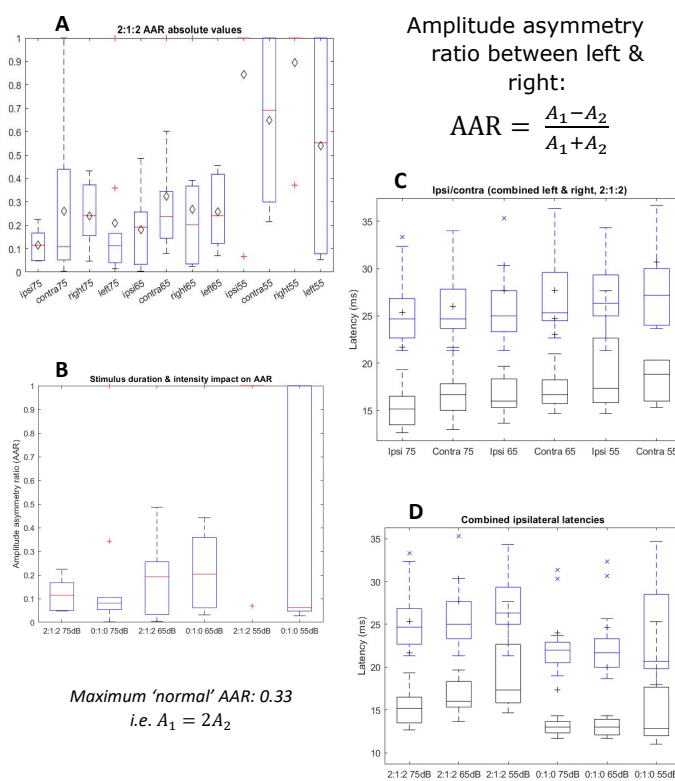 A
2:1:2 AAR absolute values
1
0.9
0.8
0.7
0.6
0.5
0.4
0.3
0.2
0.1
0
ipsi75
contra75
right75
left75
ipsi65
contra65
right65
left65
ipsi55
contra55
right55
left55
Amplitude asymmetry
ratio between left &
right:
AAR = A₁−A₂ / A₁+A₂
B
Stimulus duration & intensity impact on AAR
Amplitude asymmetry ratio (AAR)
1
0.9
0.8
0.7
0.6
0.5
0.4
0.3
0.2
0.1
0
2:1:2 75dB
0:1:0 75dB
2:1:2 65dB
0:1:0 65dB
2:1:2 55dB
0:1:0 55dB
Maximum ‘normal’ AAR: 0.33
i.e. A₁ = 2A₂
C
Ipsi/contra (combined left & right, 2:1:2)
Latency (ms)
35
30
25
20
15
Ipsi 75
Contra 75
Ipsi 65
Contra 65
Ipsi 55
Contra 55
D
Combined ipsilateral latencies
Latency (ms)
35
30
25
20
15
10
2:1:2 75dB
2:1:2 65dB
2:1:2 55dB
0:1:0 75dB
0:1:0 65dB
0:1:0 55dB